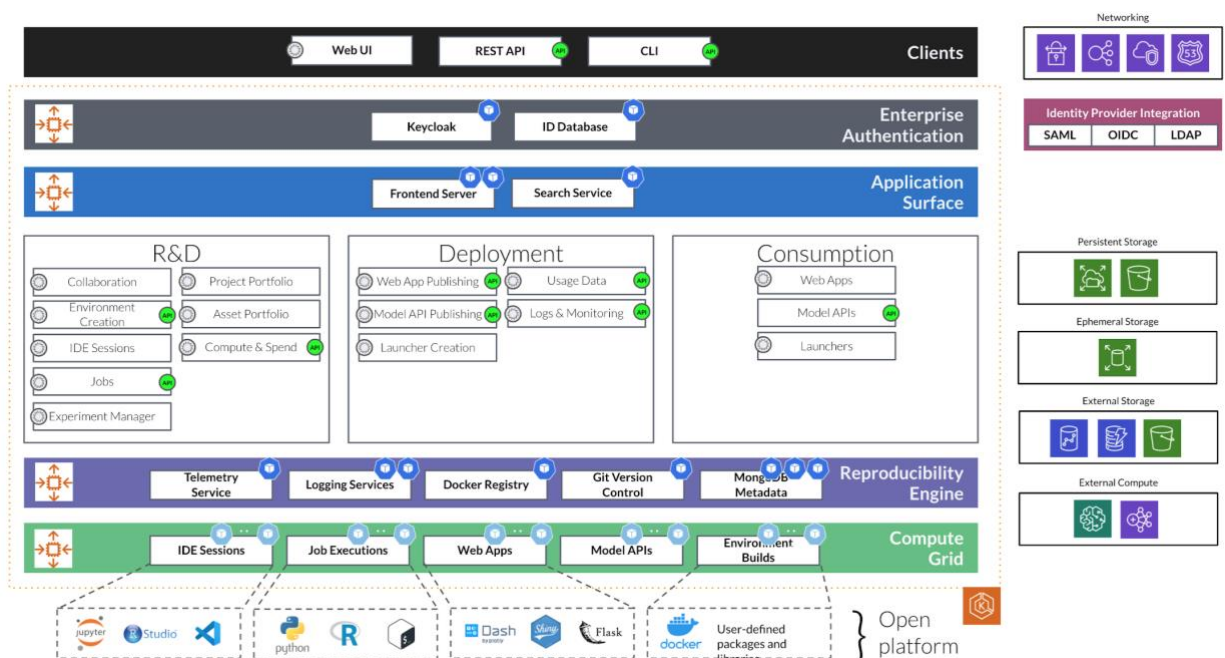 Networking
Web UI
REST API
API
CLI
API
Clients
53
Keycloak
ID Database
Enterprise
Authentication
Identity Provider Integration
SAML
OIDC
LDAP
Frontend Server
Search Service
Application
Surface
R&D
Collaboration
Project Portfolio
Environment
Creation
API
Asset Portfolio
IDE Sessions
Compute & Spend
API
Jobs
API
Experiment Manager
Deployment
Web App Publishing
API
Usage Data
API
Model API Publishing
API
Logs & Monitoring
API
Launcher Creation
Consumption
Web Apps
Model APIs
API
Launchers
Persistent Storage
Ephemeral Storage
External Storage
External Compute
Telemetry
Service
Logging Services
Docker Registry
Git Version
Control
MongoDB
Metadata
Reproducibility
Engine
IDE Sessions
Job Executions
Web Apps
Model APIs
Environment
Builds
Compute
Grid
jupyter
R Studio
python
R
$
Dash
Shiny
Flask
docker
User-defined
packages and
libraries
Open
platform
K